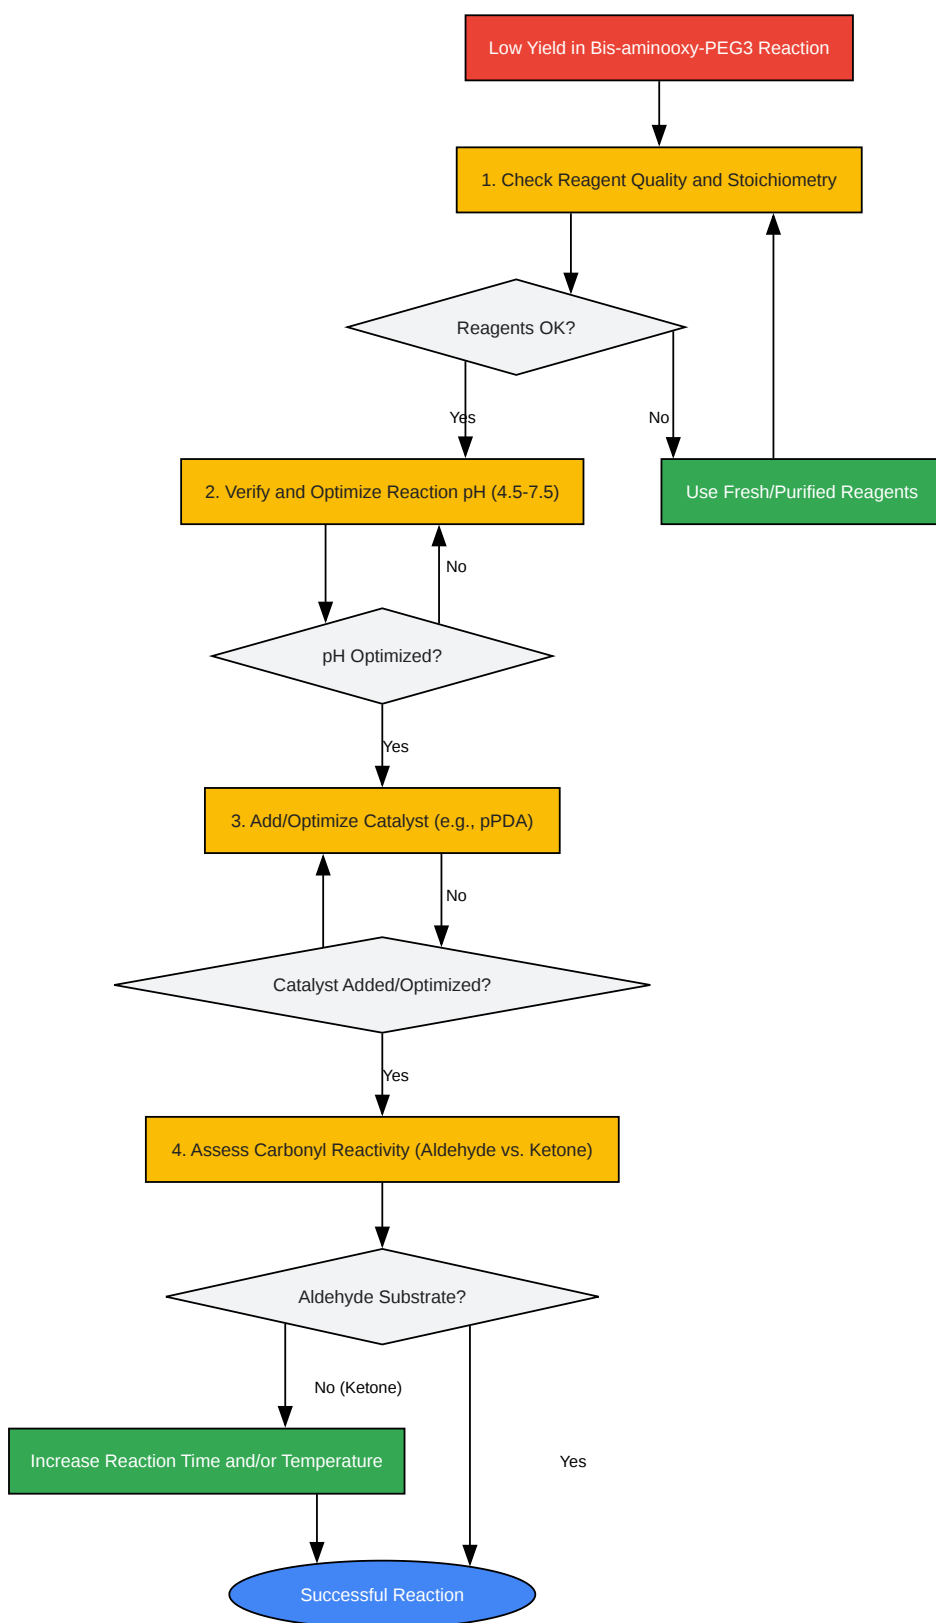 Low Yield in Bis-aminooxy-PEG3 Reaction
1. Check Reagent Quality and Stoichiometry
Reagents OK?
Yes
No
2. Verify and Optimize Reaction pH (4.5-7.5)
Use Fresh/Purified Reagents
No
pH Optimized?
Yes
3. Add/Optimize Catalyst (e.g., pPDA)
No
Catalyst Added/Optimized?
Yes
4. Assess Carbonyl Reactivity (Aldehyde vs. Ketone)
Aldehyde Substrate?
No (Ketone)
Increase Reaction Time and/or Temperature
Yes
Successful Reaction